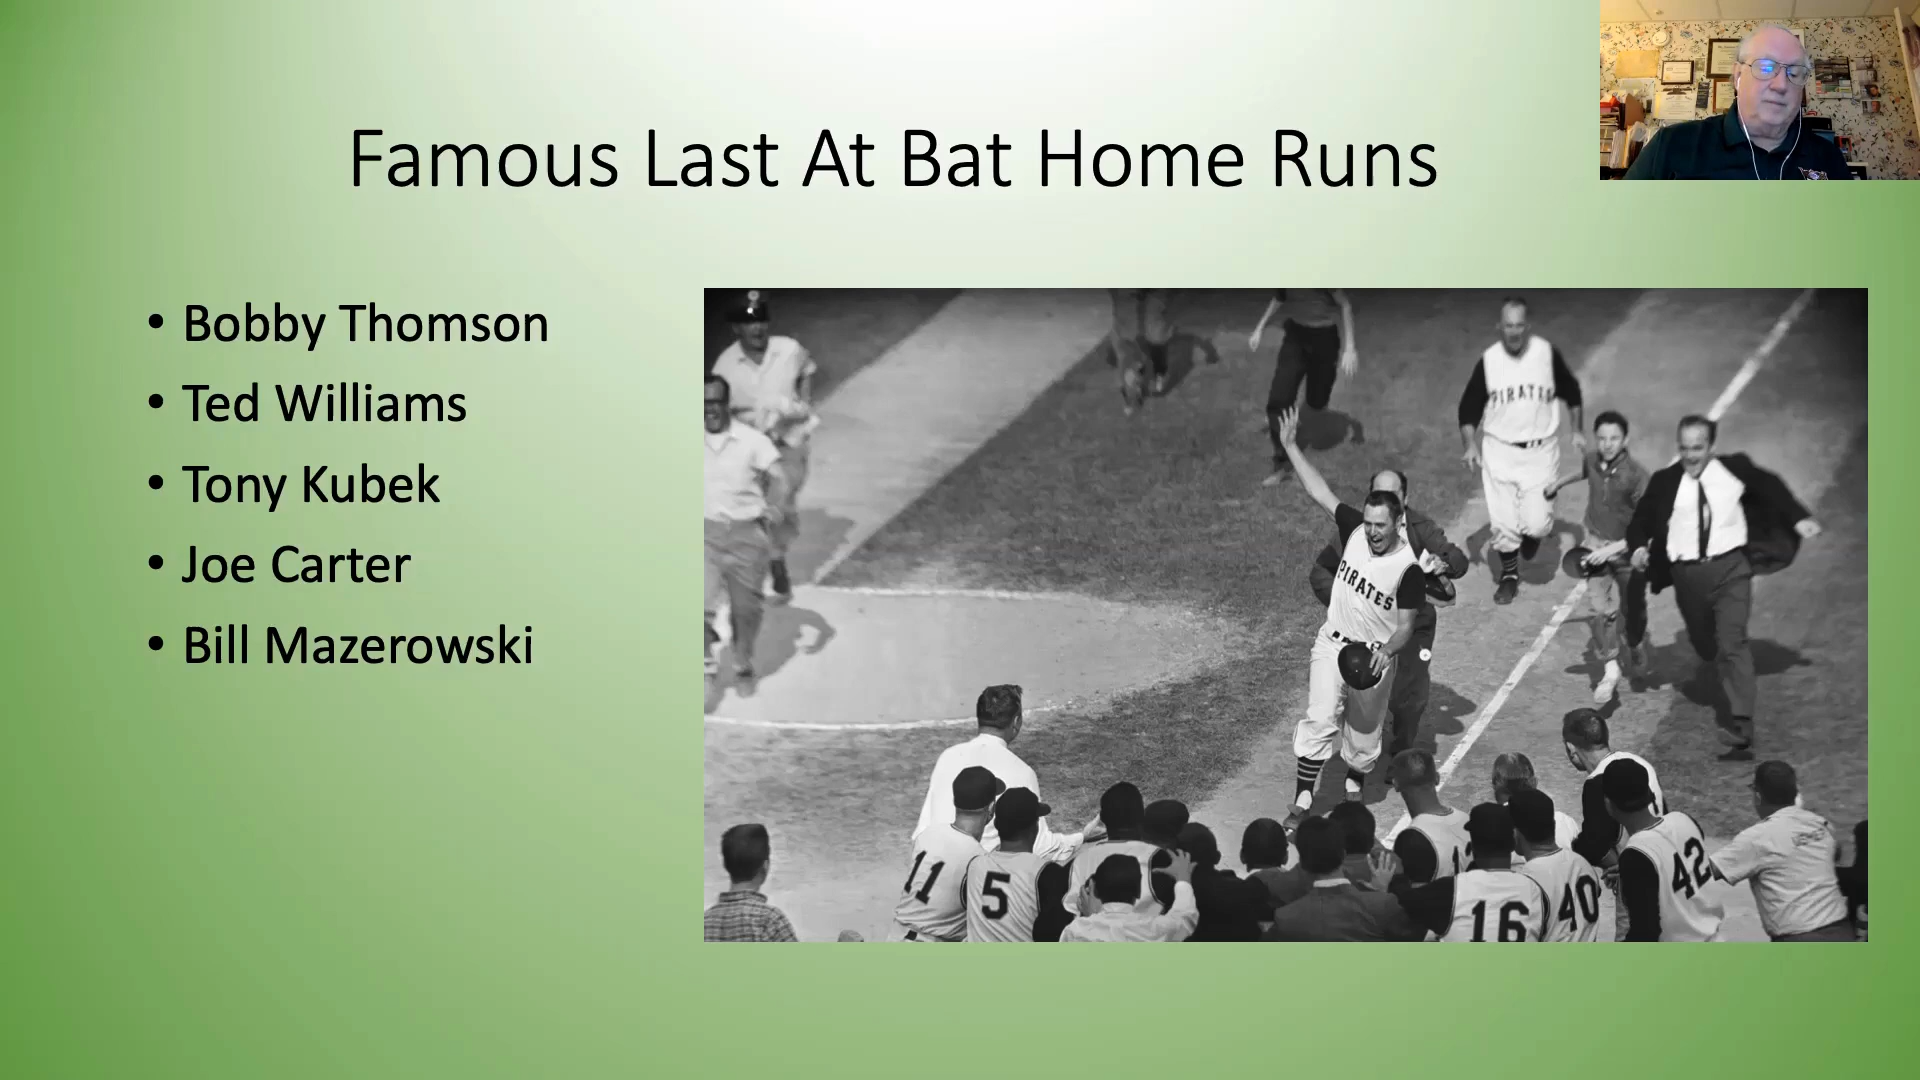 Famous Last At Bat Home Runs
• Bobby Thomson
• Ted Williams
• Tony Kubek
• Joe Carter
• Bill Mazerowski
PIRATES
PIRATES
11
5
16
40
42